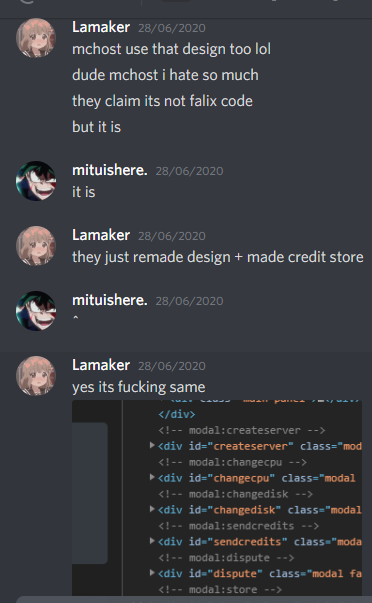 Lamaker 28/06/2020
mchost use that design too lol
dude mchost i hate so much
they claim its not falix code
but it is
mituishere. 28/06/2020
it is
Lamaker 28/06/2020
they just remade design + made credit store
mituishere. 28/06/2020
^
Lamaker 28/06/2020
yes its fucking same
</div>
<!-- modal:createserver -->
<div id="createserver" class="mod
<!-- modal:changecpu -->
<div id="changecpu" class="modal
<!-- modal:changedisk -->
<div id="changedisk" class="modal
<!-- modal:sendcredits -->
<div id="sendcredits" class="moda
<!-- modal:dispute -->
<div id="dispute" class="modal fa
<!-- modal:store -->